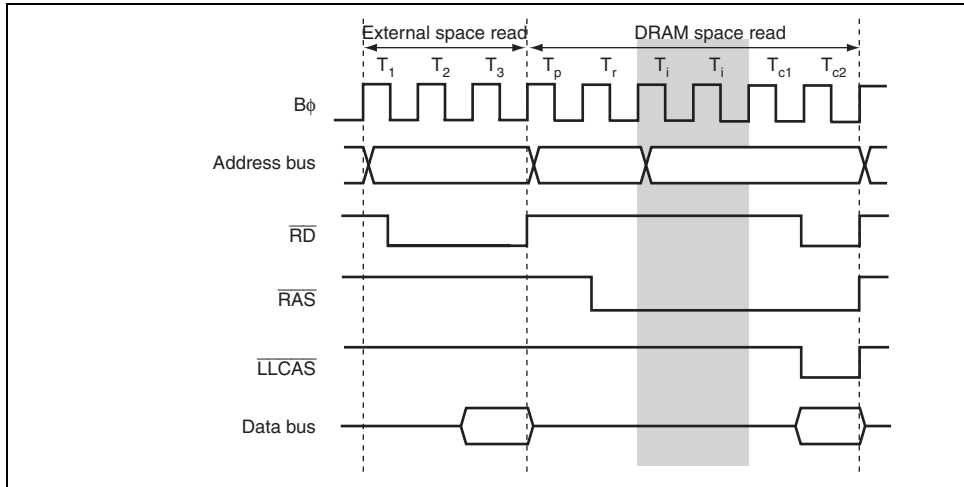 External space read DRAM space read
T1 T2 T3 Tp Tr Ti Ti Tc1 Tc2
Bϕ
Address bus
RD
RAS
LLCAS
Data bus